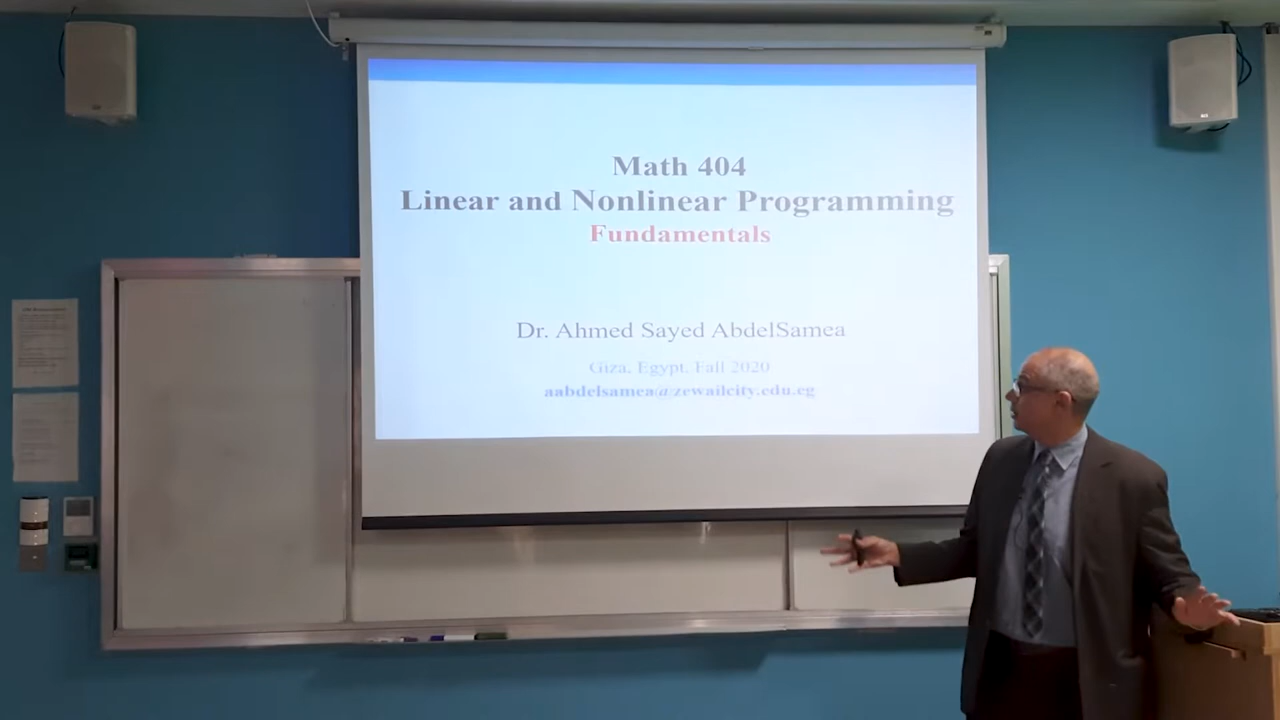 Math 404
Linear and Nonlinear Programming
Fundamentals
Dr. Ahmed Sayed AbdelSamea
Giza, Egypt, Fall 2020
aabdelsamea@zewailcity.edu.eg